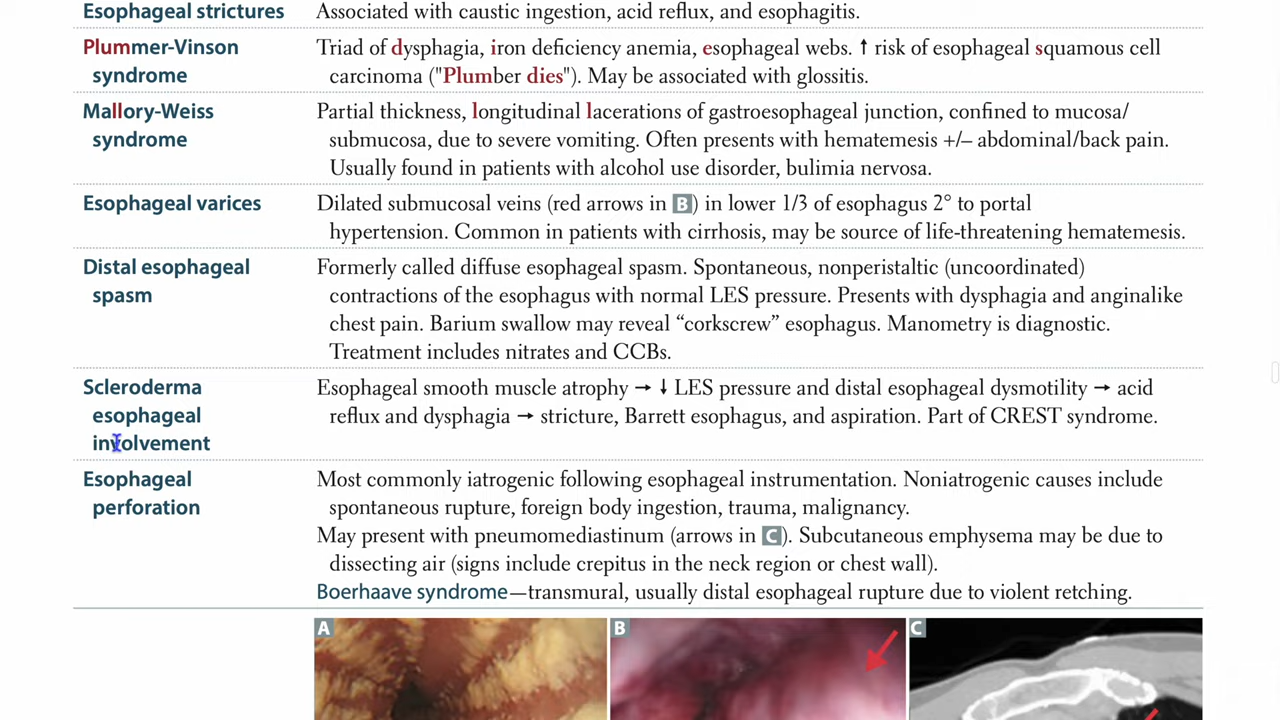 Esophageal strictures Associated with caustic ingestion, acid reflux, and esophagitis.
Plummer-Vinson syndrome Triad of dysphagia, iron deficiency anemia, esophageal webs. ↑ risk of esophageal squamous cell
carcinoma ("Plumber dies"). May be associated with glossitis.
Mallory-Weiss syndrome Partial thickness, longitudinal lacerations of gastroesophageal junction, confined to mucosa/
submucosa, due to severe vomiting. Often presents with hematemesis +/– abdominal/back pain.
Usually found in patients with alcohol use disorder, bulimia nervosa.
Esophageal varices Dilated submucosal veins (red arrows in B) in lower 1/3 of esophagus 2° to portal
hypertension. Common in patients with cirrhosis, may be source of life-threatening hematemesis.
Distal esophageal spasm Formerly called diffuse esophageal spasm. Spontaneous, nonperistaltic (uncoordinated)
contractions of the esophagus with normal LES pressure. Presents with dysphagia and anginalike
chest pain. Barium swallow may reveal “corkscrew” esophagus. Manometry is diagnostic.
Treatment includes nitrates and CCBs.
Scleroderma esophageal involvement Esophageal smooth muscle atrophy → ↓ LES pressure and distal esophageal dysmotility → acid
reflux and dysphagia → stricture, Barrett esophagus, and aspiration. Part of CREST syndrome.
Esophageal perforation Most commonly iatrogenic following esophageal instrumentation. Noniatrogenic causes include
spontaneous rupture, foreign body ingestion, trauma, malignancy.
May present with pneumomediastinum (arrows in C). Subcutaneous emphysema may be due to
dissecting air (signs include crepitus in the neck region or chest wall).
Boerhaave syndrome—transmural, usually distal esophageal rupture due to violent retching.
A B C